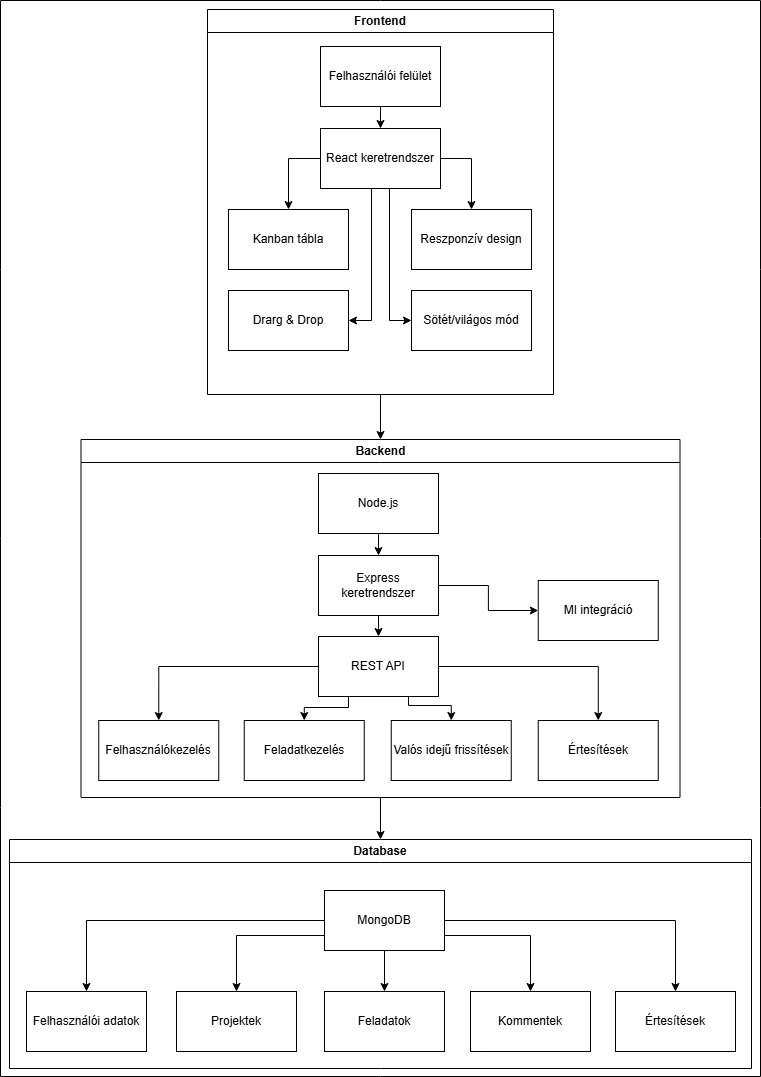 Frontend
Felhasználói felület
React keretrendszer
Kanban tábla
Reszponzív design
Drarg & Drop
Sötét/világos mód
Backend
Node.js
Express
keretrendszer
MI integráció
REST API
Felhasználókezelés
Feladatkezelés
Valós idejű frissítések
Értesítések
Database
MongoDB
Felhasználói adatok
Projektek
Feladatok
Kommentek
Értesítések